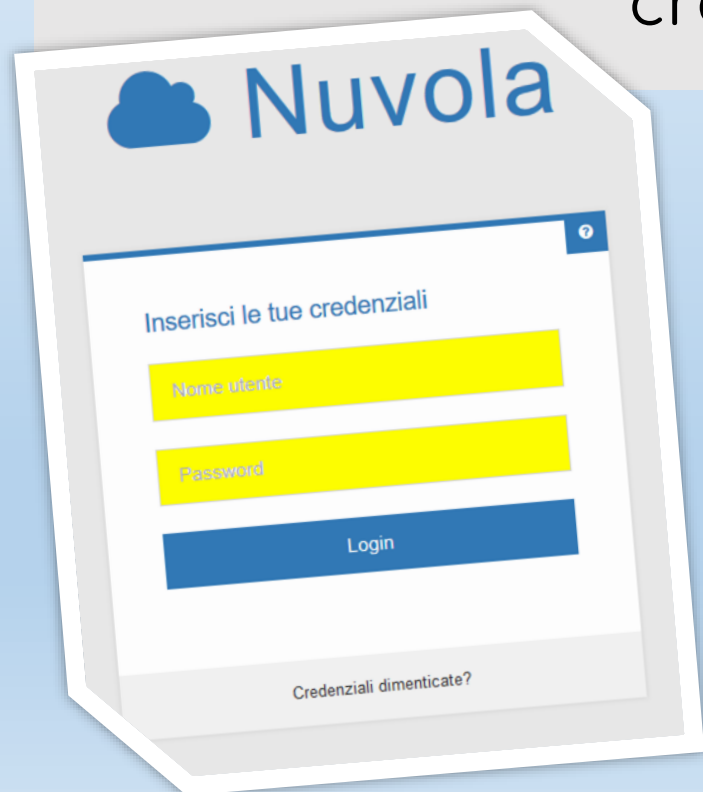 Nuvola
Inserisci le tue credenziali
Nome utente
Password
Login
Credenziali dimenticate?